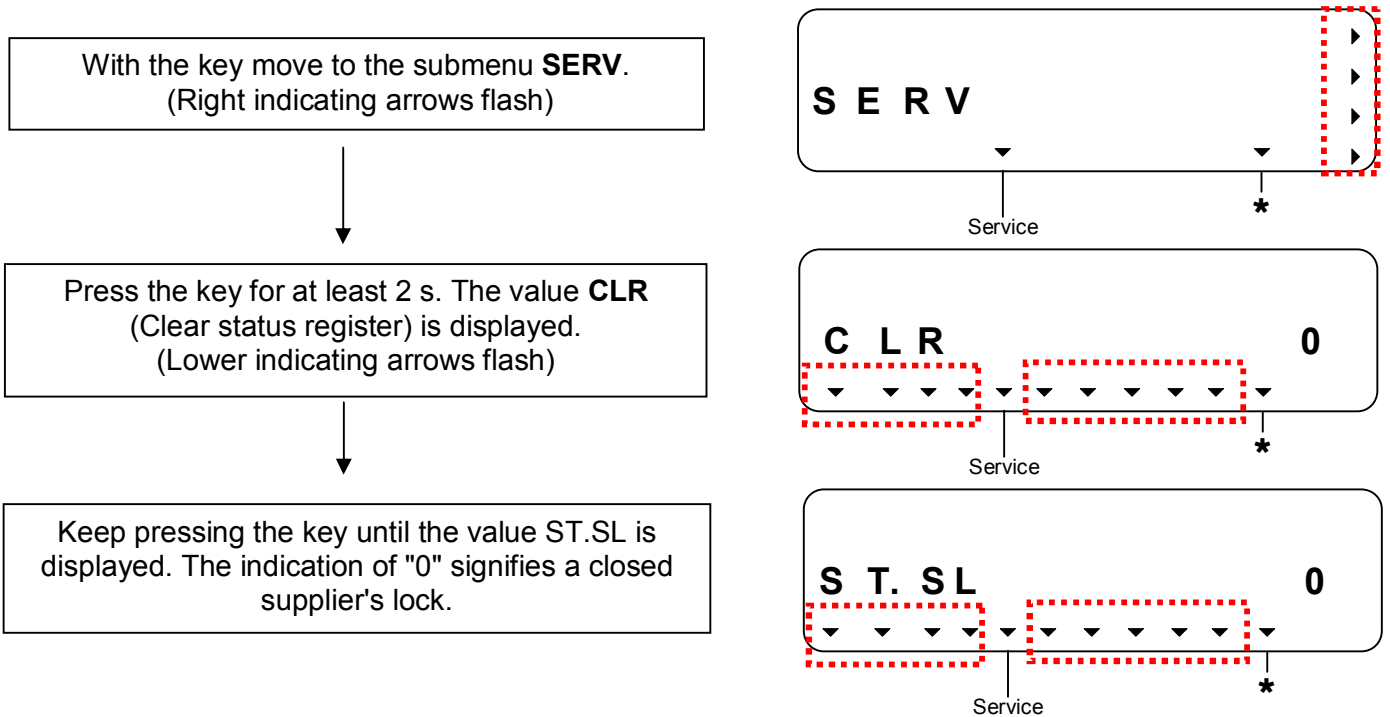 With the key move to the submenu SERV.
(Right indicating arrows flash)
S E R V
Service
*
Press the key for at least 2 s. The value CLR
(Clear status register) is displayed.
(Lower indicating arrows flash)
C L R 0
Service
*
Keep pressing the key until the value ST.SL is
displayed. The indication of "0" signifies a closed
supplier's lock.
S T. S L 0
Service
*